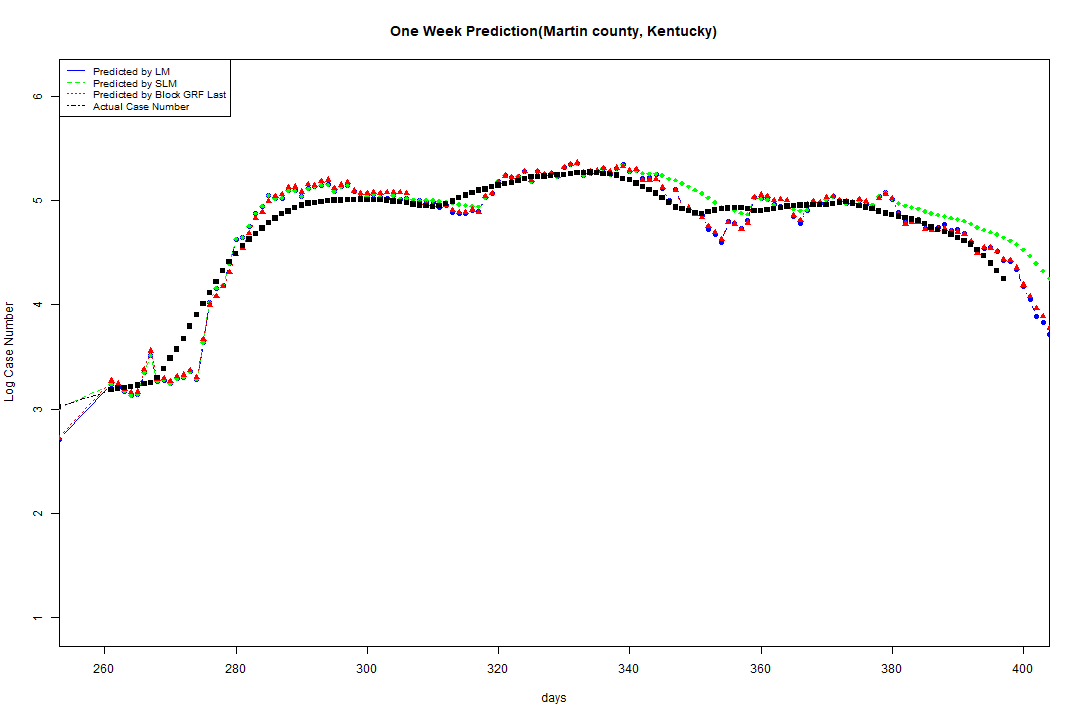 One Week Prediction(Martin county, Kentucky)
Predicted by LM
Predicted by SLM
Predicted by Block GRF Last
Actual Case Number
6
5
4
3
2
1
Log Case Number
260 280 300 320 340 360 380 400
days